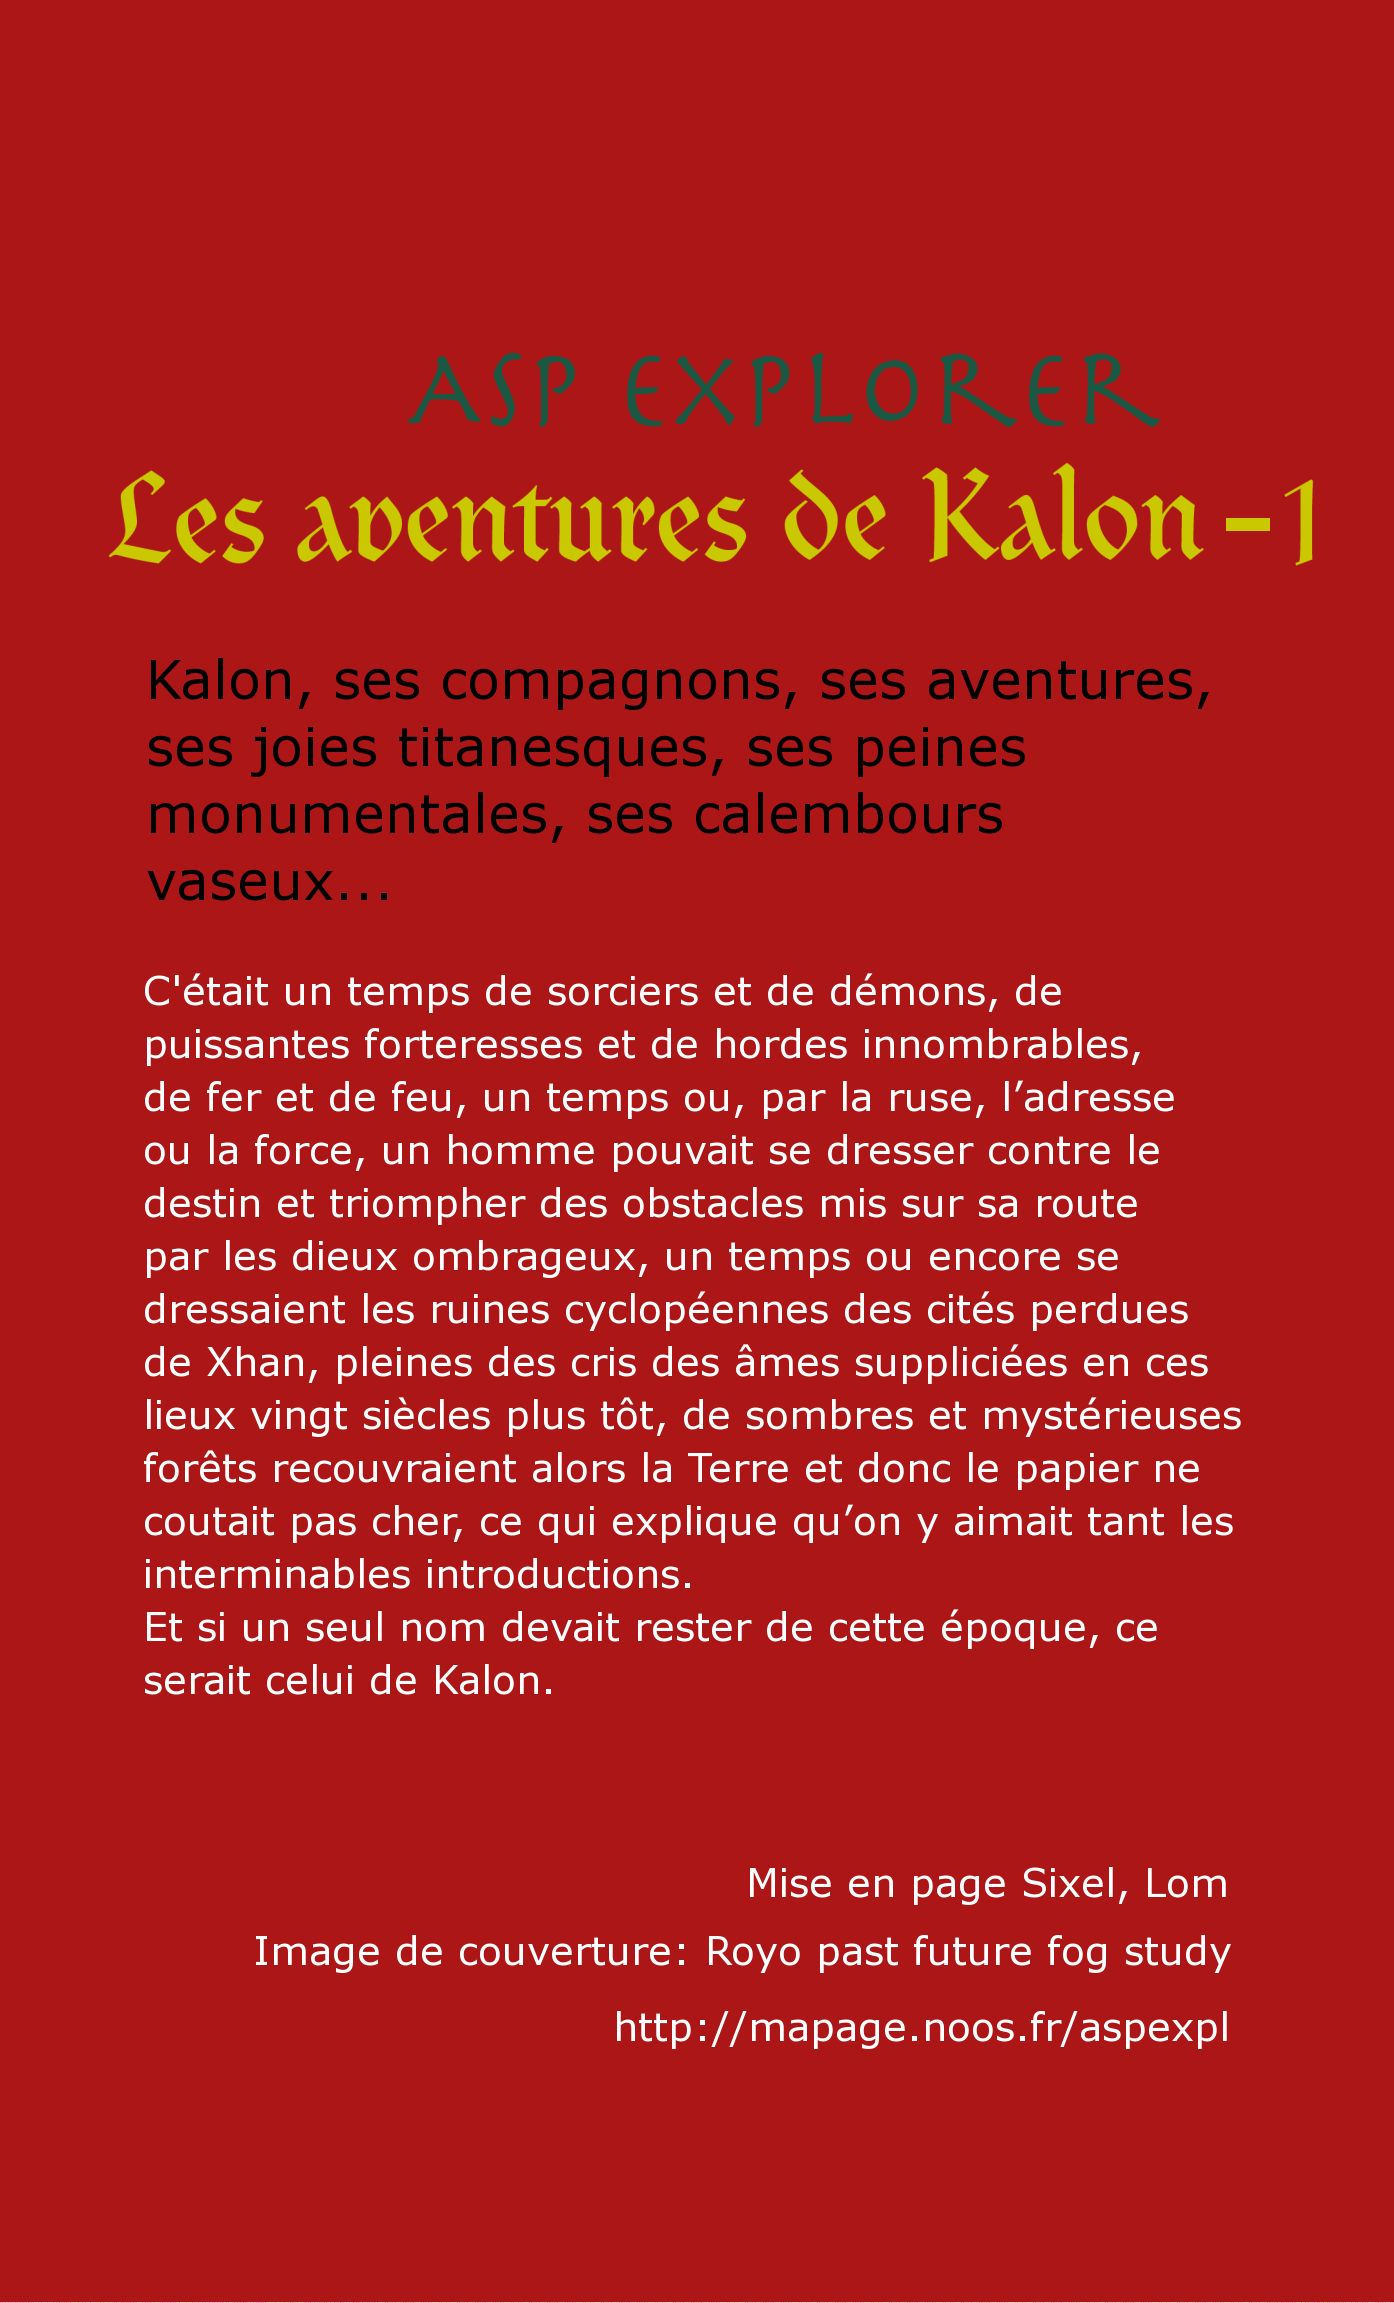 ASP EXPLORER
Les aventures de Kalon – 1
Kalon, ses compagnons, ses aventures,
ses joies titanesques, ses peines
monumentales, ses calembours
vaseux...
C'était un temps de sorciers et de démons, de
puissantes forteresses et de hordes innombrables,
de fer et de feu, un temps ou, par la ruse, l’adresse
ou la force, un homme pouvait se dresser contre le
destin et triompher des obstacles mis sur sa route
par les dieux ombrageux, un temps ou encore se
dressaient les ruines cyclopéennes des cités perdues
de Xhan, pleines des cris des âmes suppliciées en ces
lieux vingt siècles plus tôt, de sombres et mystérieuses
forêts recouvraient alors la Terre et donc le papier ne
coutait pas cher, ce qui explique qu’on y aimait tant les
interminables introductions.
Et si un seul nom devait rester de cette époque, ce
serait celui de Kalon.
Mise en page Sixel, Lom
Image de couverture: Royo past future fog study
http://mapage.noos.fr/aspexpl